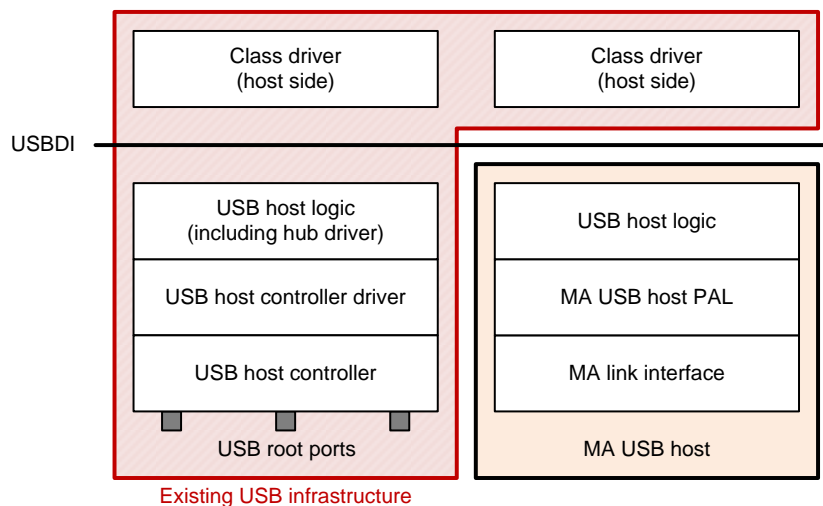 Class driver
(host side)
Class driver
(host side)
USBDI
USB host logic
(including hub driver)
USB host controller driver
USB host controller
USB root ports
USB host logic
MA USB host PAL
MA link interface
MA USB host
Existing USB infrastructure